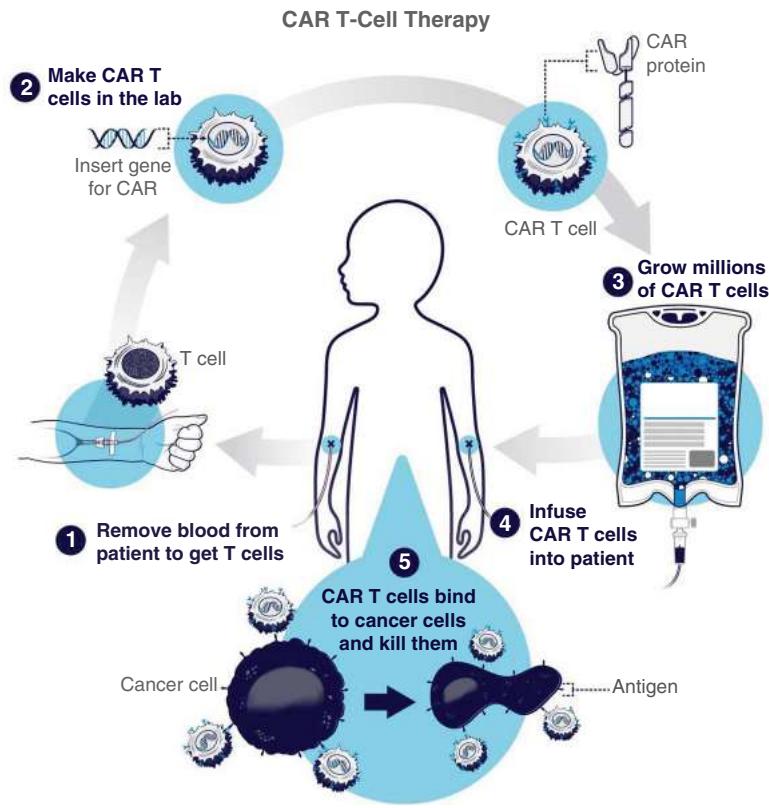 CAR T-Cell Therapy
CAR
protein
2
Make CAR T
cells in the lab
Insert gene
for CAR
CAR T cell
3
Grow millions
of CAR T cells
T cell
1
Remove blood from
patient to get T cells
4
Infuse
CAR T cells
into patient
5
CAR T cells bind
to cancer cells
and kill them
Cancer cell
Antigen